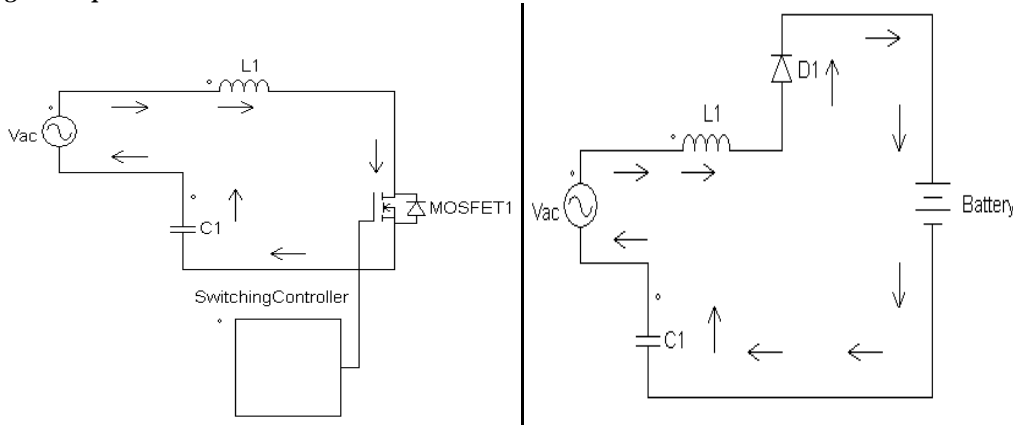 L1
Vac
MOSFET1
C1
SwitchingController
D1
L1
Vac
Battery
C1